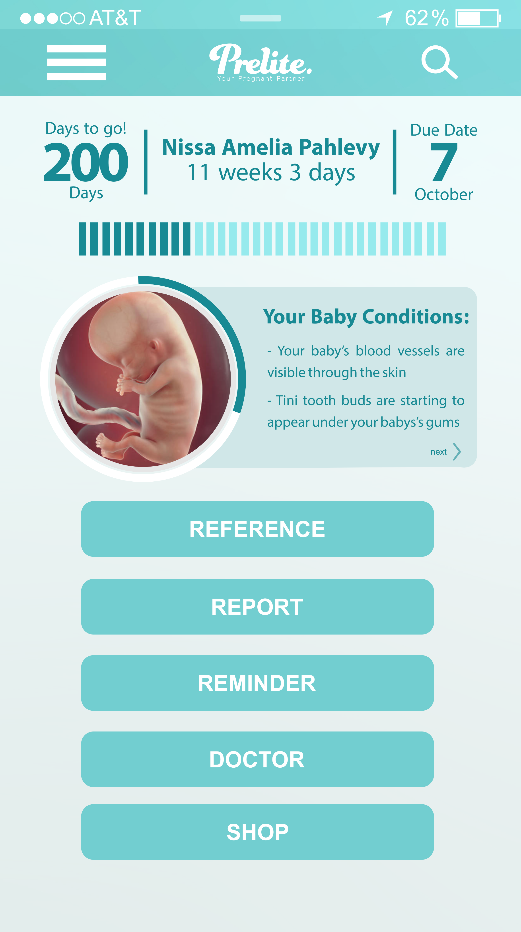 AT&T
62%
Prelite.
Your Pregnant Partner
Days to go!
200
Days
Nissa Amelia Pahlevy
11 weeks 3 days
Due Date
7
October
Your Baby Conditions:
- Your baby's blood vessels are
visible through the skin
- Tini tooth buds are starting to
appear under your babys's gums
next
REFERENCE
REPORT
REMINDER
DOCTOR
SHOP